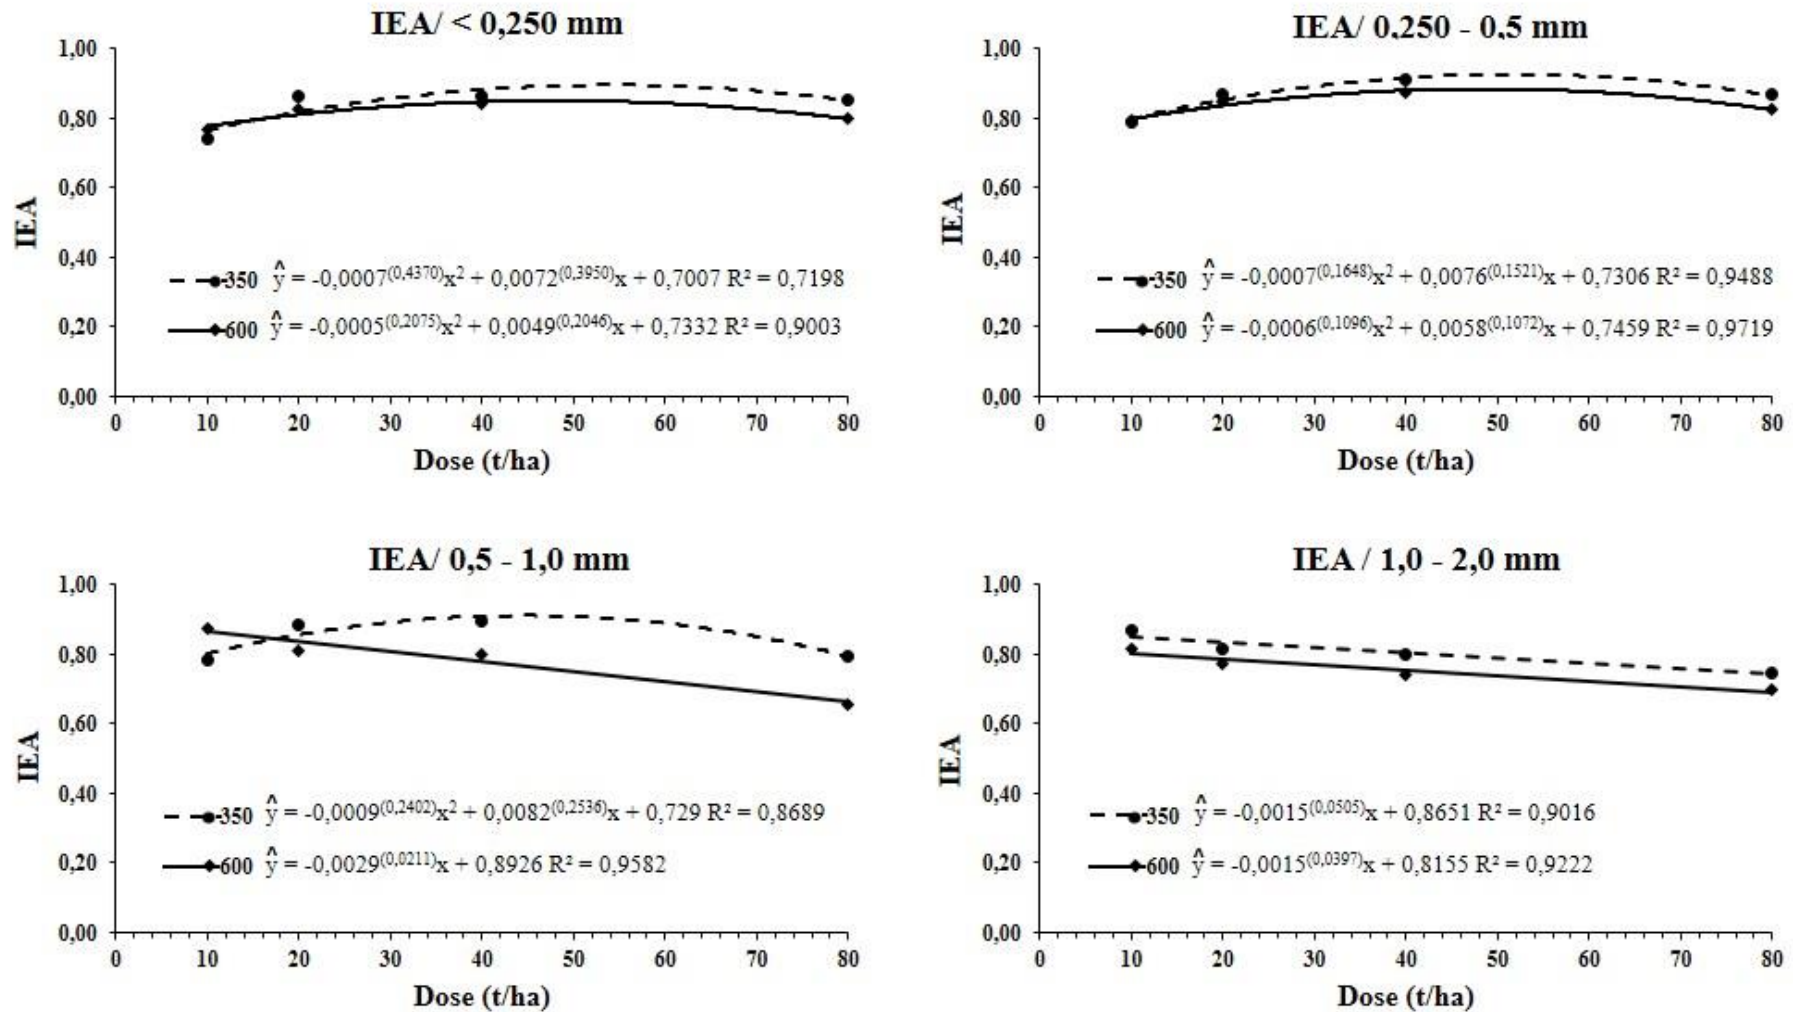 IEA/ < 0,250 mm
1,00
0,80
0,60
0,40
0,20
0,00
IEA
350 ŷ = -0,0007(0,4370)x² + 0,0072(0,3950)x + 0,7007 R² = 0,7198
600 ŷ = -0,0005(0,2075)x² + 0,0049(0,2046)x + 0,7332 R² = 0,9003
0 10 20 30 40 50 60 70 80
Dose (t/ha)
IEA/ 0,250 - 0,5 mm
1,00
0,80
0,60
0,40
0,20
0,00
IEA
350 ŷ = -0,0007(0,1648)x² + 0,0076(0,1521)x + 0,7306 R² = 0,9488
600 ŷ = -0,0006(0,1096)x² + 0,0058(0,1072)x + 0,7459 R² = 0,9719
0 10 20 30 40 50 60 70 80
Dose (t/ha)
IEA/ 0,5 - 1,0 mm
1,00
0,80
0,60
0,40
0,20
0,00
IEA
350 ŷ = -0,0009(0,2402)x² + 0,0082(0,2536)x + 0,729 R² = 0,8689
600 ŷ = -0,0029(0,0211)x + 0,8926 R² = 0,9582
0 10 20 30 40 50 60 70 80
Dose (t/ha)
IEA / 1,0 - 2,0 mm
1,00
0,80
0,60
0,40
0,20
0,00
IEA
350 ŷ = -0,0015(0,0505)x + 0,8651 R² = 0,9016
600 ŷ = -0,0015(0,0397)x + 0,8155 R² = 0,9222
0 10 20 30 40 50 60 70 80
Dose (t/ha)